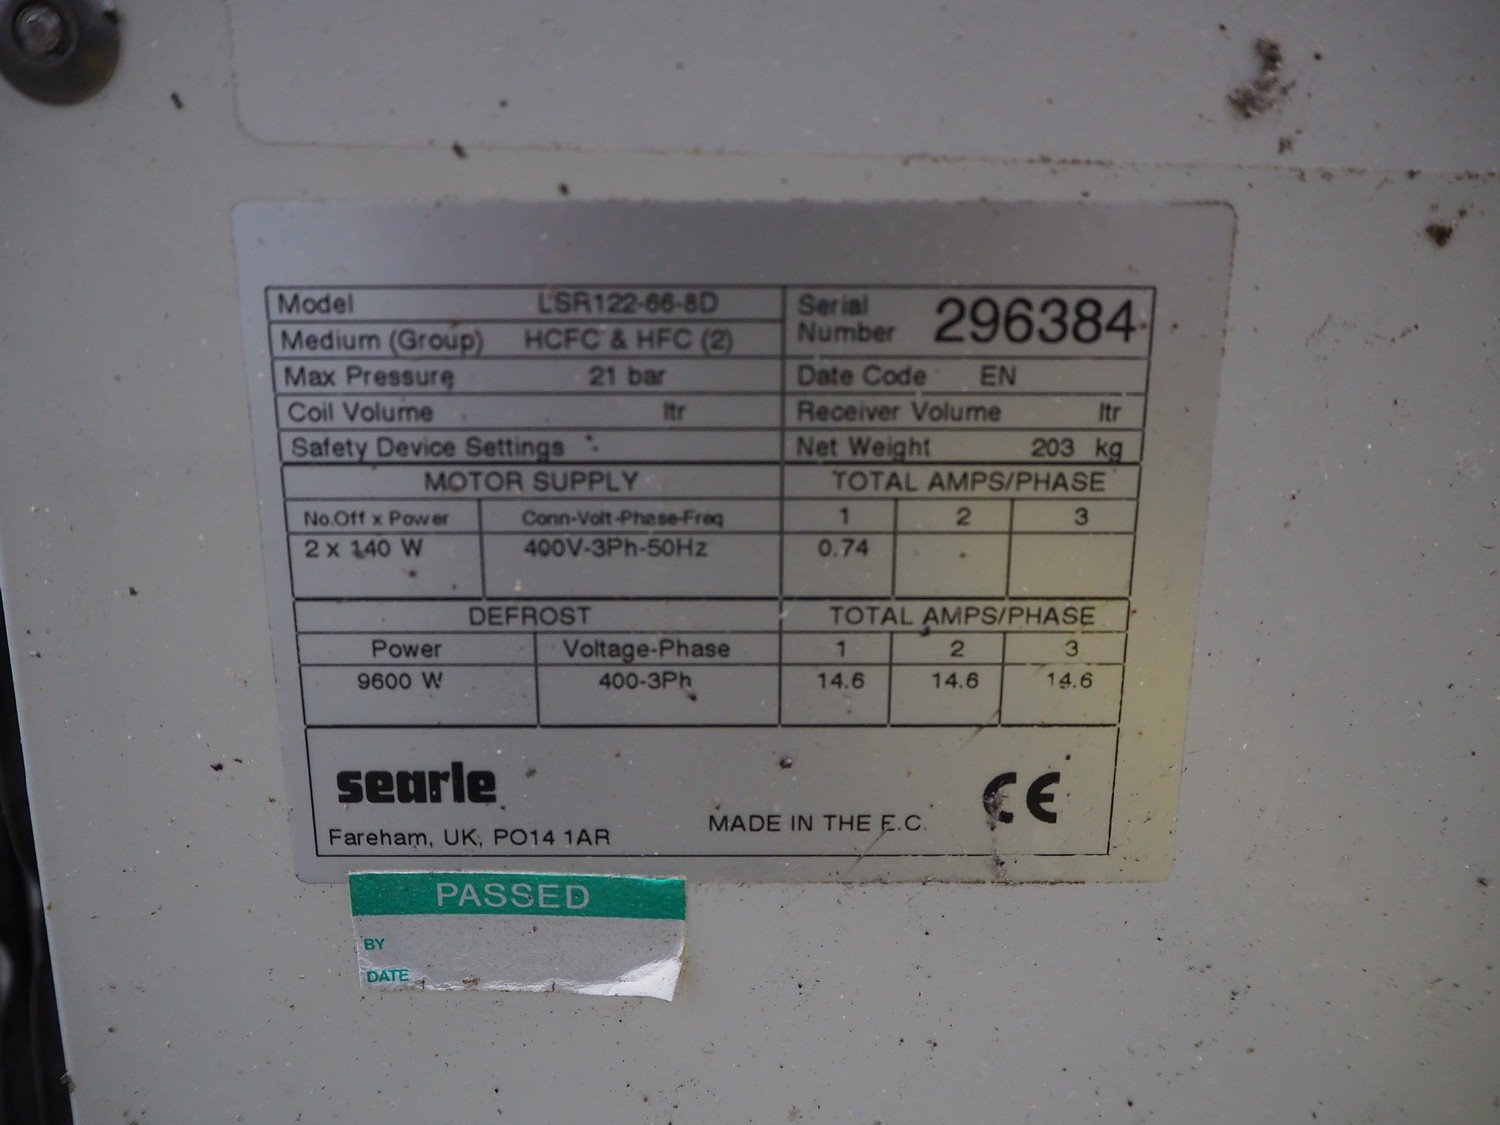 Model LSR122-66-8D Serial Number 296384
Medium (Group) HCFC & HFC (2)
Max Pressure 21 bar Date Code EN
Coil Volume ltr Receiver Volume ltr
Safety Device Settings Net Weight 203 kg
MOTOR SUPPLY TOTAL AMPS/PHASE
No.Off x Power Conn-Volt-Phase-Freq 1 2 3
2 x 140 W 400V-3Ph-50Hz 0.74
DEFROST TOTAL AMPS/PHASE
Power Voltage-Phase 1 2 3
9600 W 400-3Ph 14.6 14.6 14.6
searle
Fareham, UK, PO14 1AR MADE IN THE E.C. CE
PASSED
BY
DATE